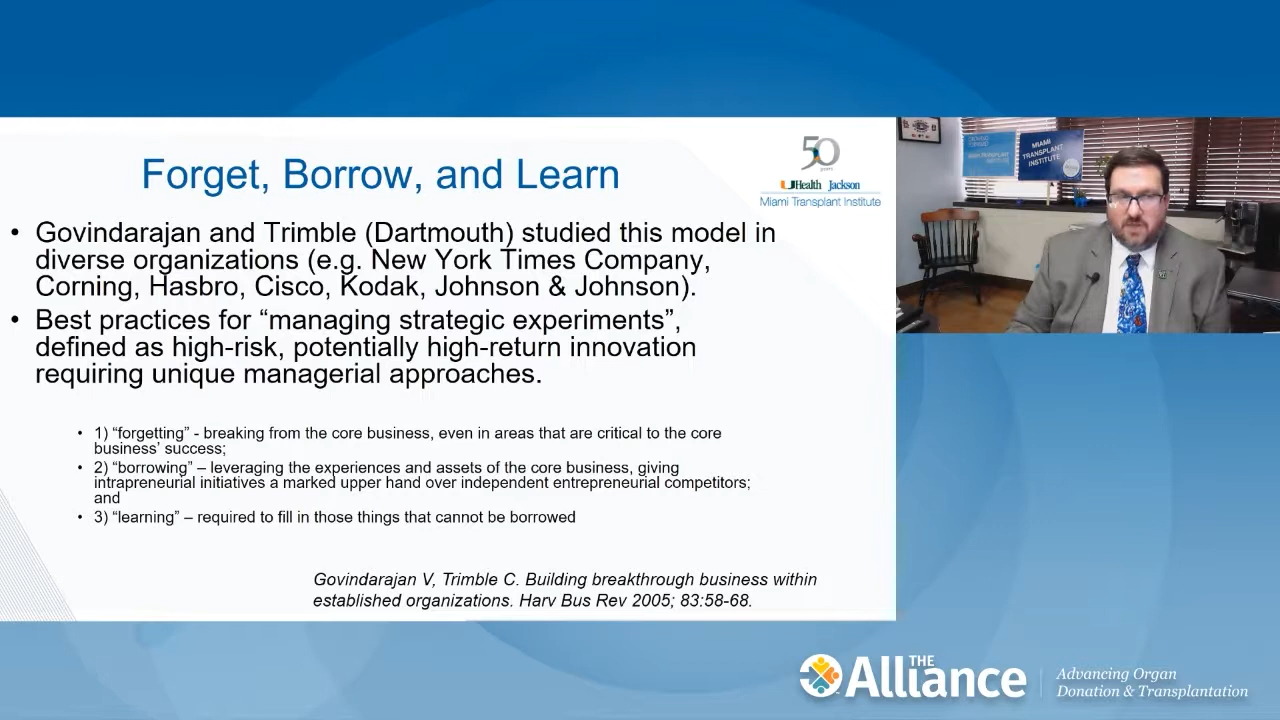 Forget, Borrow, and Learn
50
years
UHealth Jackson
Miami Transplant Institute
• Govindarajan and Trimble (Dartmouth) studied this model in
diverse organizations (e.g. New York Times Company,
Corning, Hasbro, Cisco, Kodak, Johnson & Johnson).
• Best practices for “managing strategic experiments”,
defined as high-risk, potentially high-return innovation
requiring unique managerial approaches.
• 1) “forgetting” - breaking from the core business, even in areas that are critical to the core
business’ success;
• 2) “borrowing” – leveraging the experiences and assets of the core business, giving
intrapreneurial initiatives a marked upper hand over independent entrepreneurial competitors;
and
• 3) “learning” – required to fill in those things that cannot be borrowed
Govindarajan V, Trimble C. Building breakthrough business within
established organizations. Harv Bus Rev 2005; 83:58-68.
MIAMI
TRANSPLANT
INSTITUTE
THE
Alliance
Advancing Organ
Donation & Transplantation